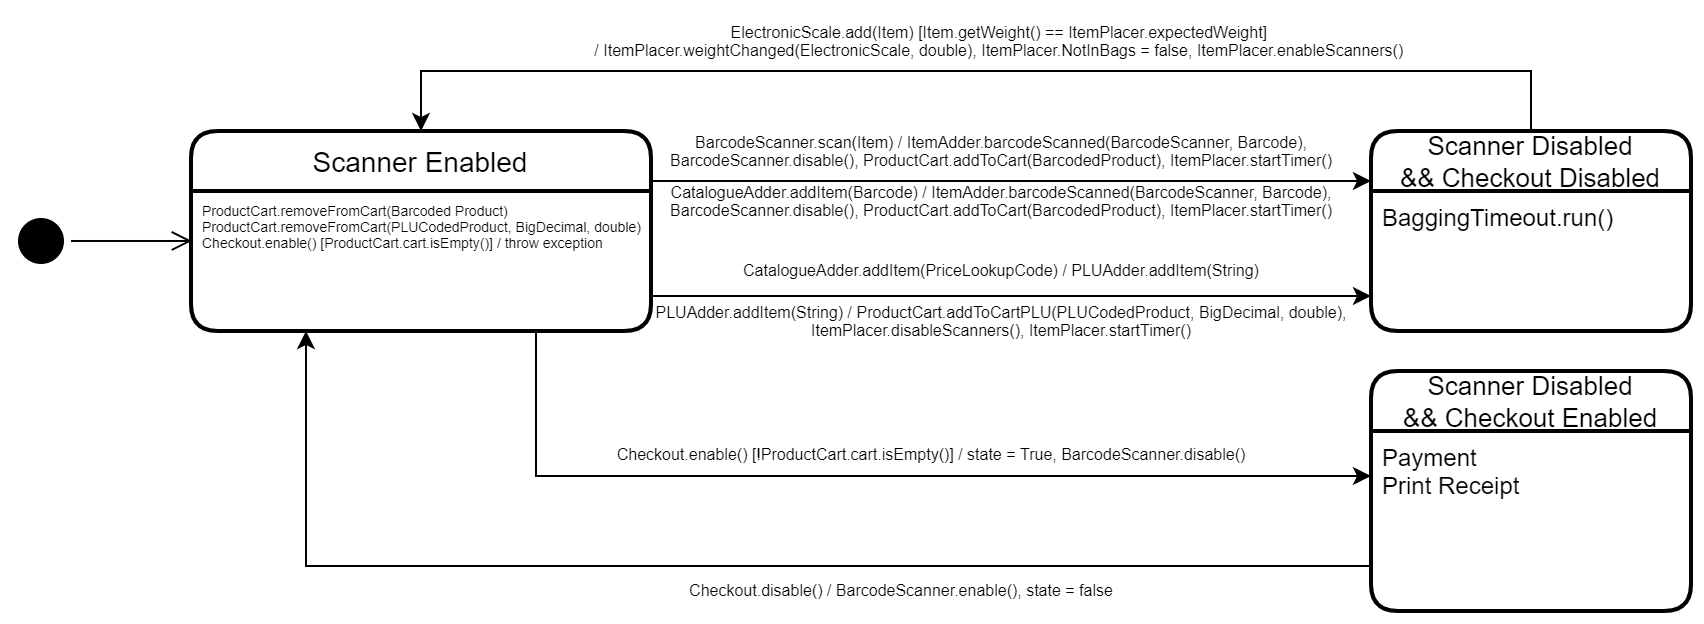 ElectronicScale.add(Item) [Item.getWeight() == ItemPlacer.expectedWeight]
/ ItemPlacer.weightChanged(ElectronicScale, double), ItemPlacer.NotInBags = false, ItemPlacer.enableScanners()
Scanner Enabled
ProductCart.removeFromCart(Barcoded Product)
ProductCart.removeFromCart(PLUCodedProduct, BigDecimal, double)
Checkout.enable() [ProductCart.cart.isEmpty()] / throw exception
BarcodeScanner.scan(Item) / ItemAdder.barcodeScanned(BarcodeScanner, Barcode),
BarcodeScanner.disable(), ProductCart.addToCart(BarcodedProduct), ItemPlacer.startTimer()
CatalogueAdder.addItem(Barcode) / ItemAdder.barcodeScanned(BarcodeScanner, Barcode),
BarcodeScanner.disable(), ProductCart.addToCart(BarcodedProduct), ItemPlacer.startTimer()
CatalogueAdder.addItem(PriceLookupCode) / PLUAdder.addItem(String)
PLUAdder.addItem(String) / ProductCart.addToCartPLU(PLUCodedProduct, BigDecimal, double),
ItemPlacer.disableScanners(), ItemPlacer.startTimer()
Scanner Disabled
&& Checkout Disabled
BaggingTimeout.run()
Scanner Disabled
&& Checkout Enabled
Payment
Print Receipt
Checkout.enable() [!ProductCart.cart.isEmpty()] / state = True, BarcodeScanner.disable()
Checkout.disable() / BarcodeScanner.enable(), state = false